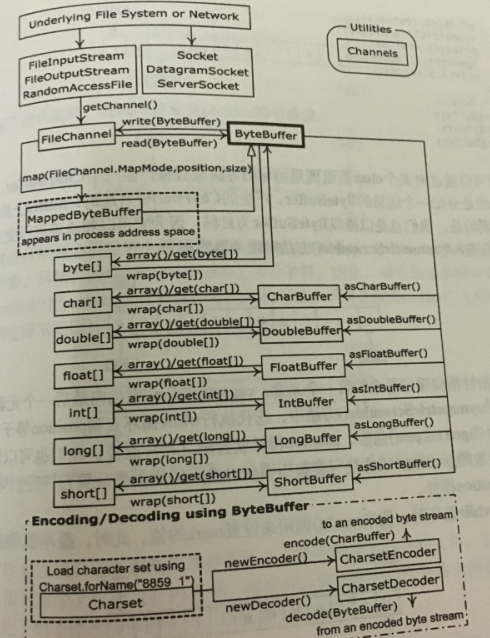 Underlying File System or Network
Utilities
Channels
FileInputStream
FileOutputStream
RandomAccessFile
Socket
DatagramSocket
ServerSocket
getChannel()
FileChannel
write(ByteBuffer)
read(ByteBuffer)
ByteBuffer
map(FileChannel.MapMode,position,size)
MappedByteBuffer
appears in process address space
byte[]
array()/get(byte[])
wrap(byte[])
char[]
array()/get(char[])
wrap(char[])
CharBuffer
asCharBuffer()
double[]
array()/get(double[])
wrap(double[])
DoubleBuffer
asDoubleBuffer()
float[]
array()/get(float[])
wrap(float[])
FloatBuffer
asFloatBuffer()
int[]
array()/get(int[])
wrap(int[])
IntBuffer
asIntBuffer()
long[]
array()/get(long[])
wrap(long[])
LongBuffer
asLongBuffer()
short[]
array()/get(short[])
wrap(short[])
ShortBuffer
asShortBuffer()
Encoding/Decoding using ByteBuffer
to an encoded byte stream
encode(CharBuffer)
Load character set using
Charset.forName("8859_1")
Charset
newEncoder()
CharsetEncoder
newDecoder()
CharsetDecoder
decode(ByteBuffer)
from an encoded byte stream